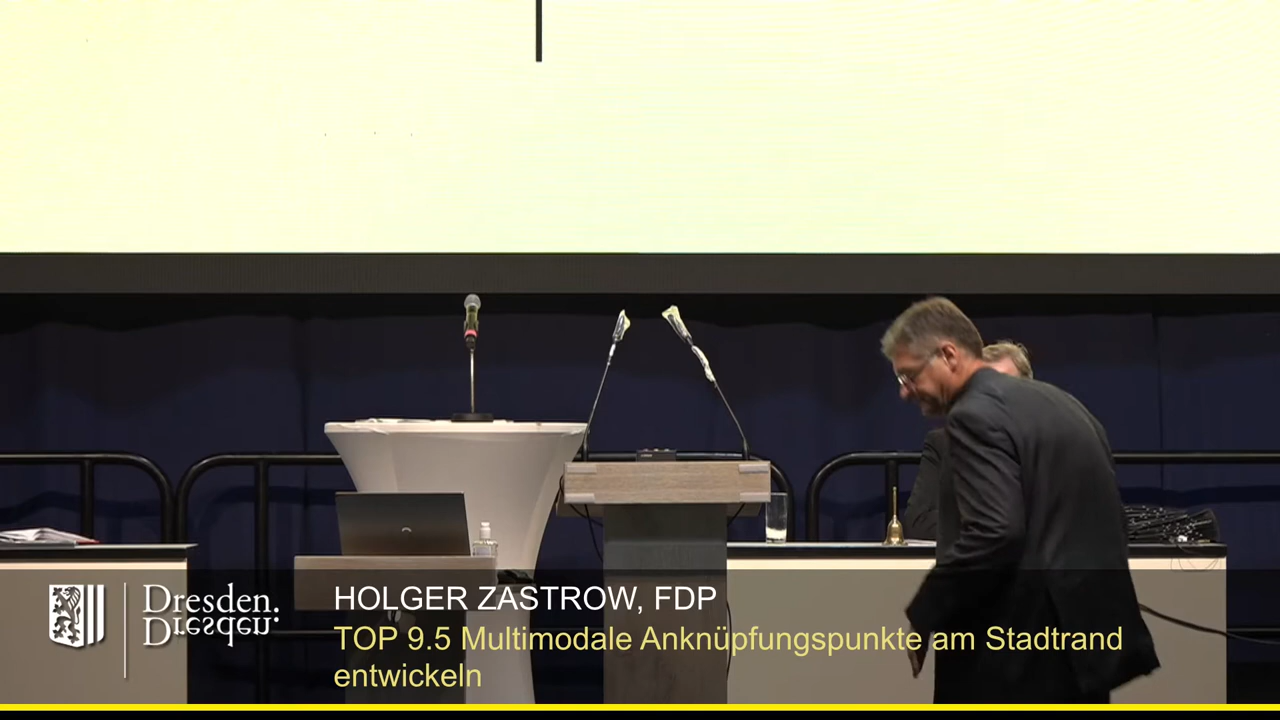 Dresden.
Dresden.
HOLGER ZASTROW, FDP
TOP 9.5 Multimodale Anknüpfungspunkte am Stadtrand
entwickeln